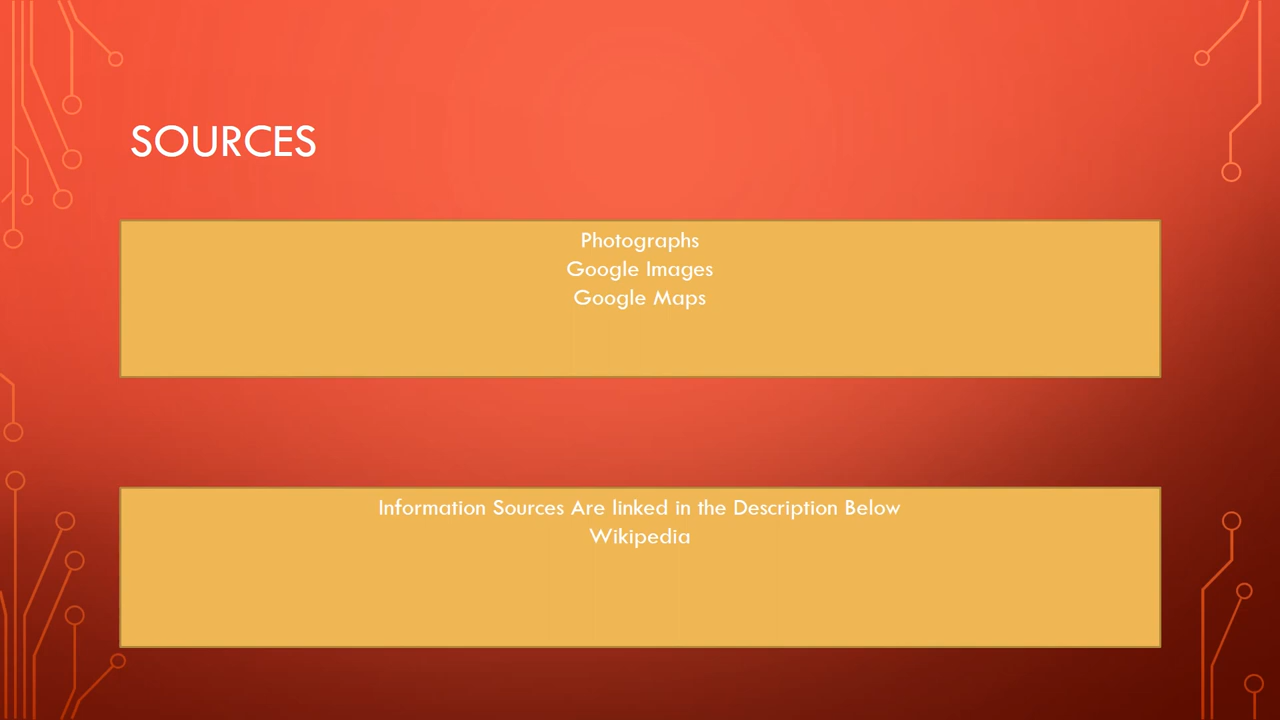 SOURCES
Photographs
Google Images
Google Maps
Information Sources Are linked in the Description Below
Wikipedia